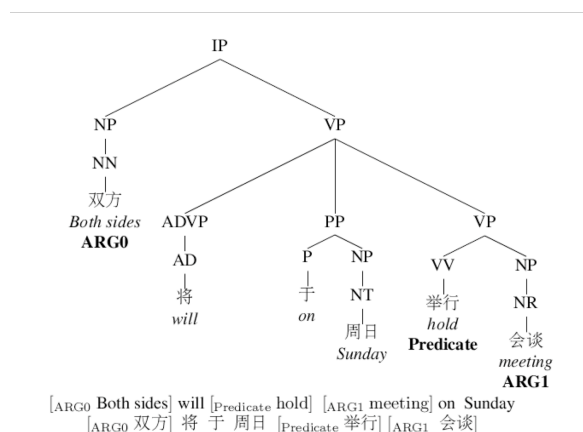 IP
NP VP
NN
双方
Both sides ADVP PP VP
ARG0
AD P NP VV NP
将 于 NT 举行 NR
will on hold
周日 Predicate 会谈
Sunday meeting
ARG1
[ARG0 Both sides] will [Predicate hold] [ARG1 meeting] on Sunday
[ARG0 双方] 将 于 周日 [Predicate 举行] [ARG1 会谈]